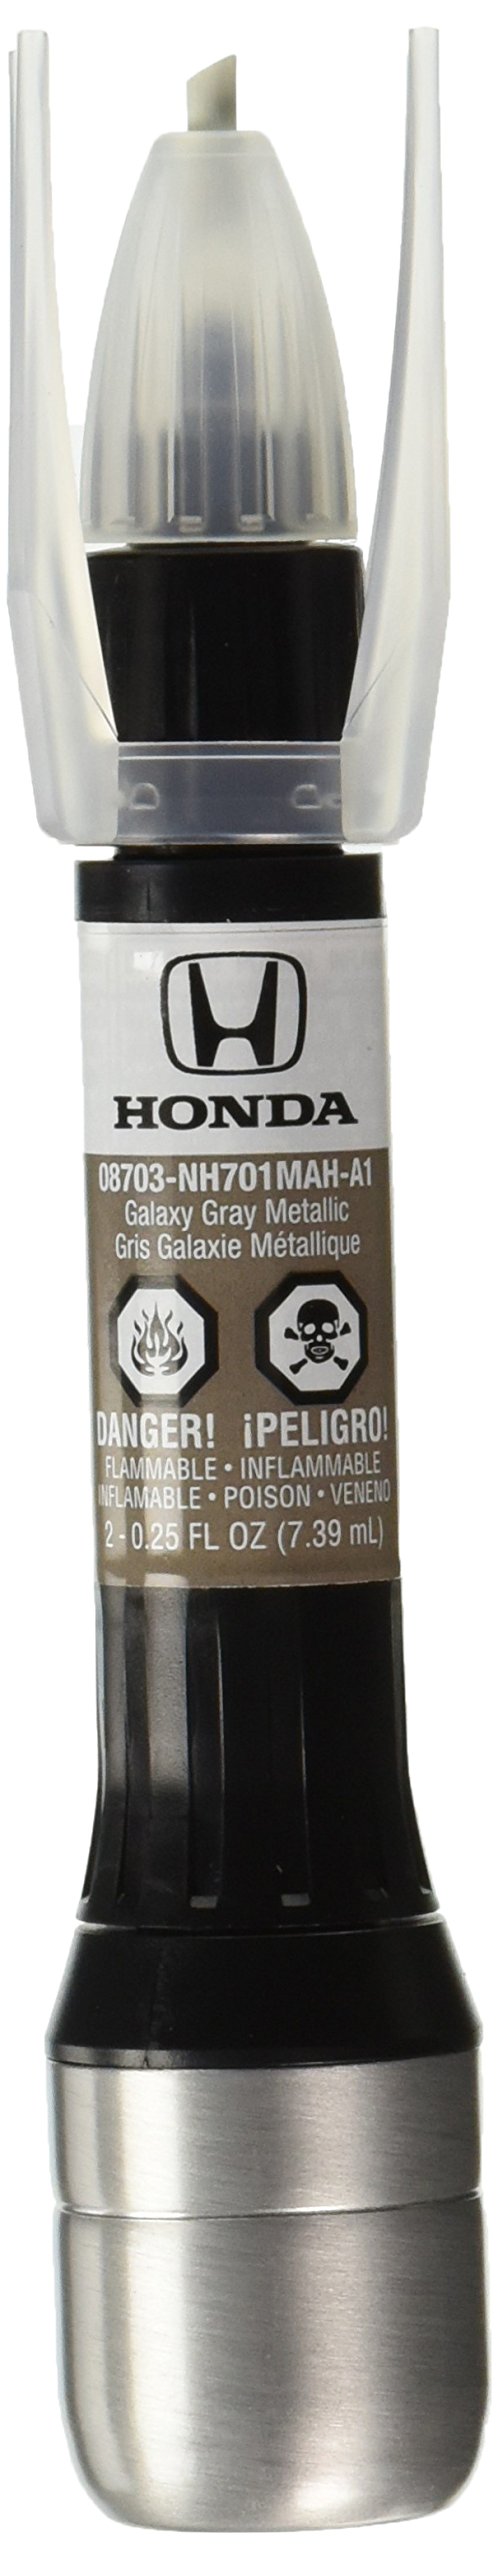 HONDA
08703-NH701MAH-A1
Galaxy Gray Metallic
Gris Galaxie Métallique
DANGER! ¡PELIGRO!
FLAMMABLE • INFLAMMABLE
INFLAMABLE • POISON • VENENO
2 - 0.25 FL OZ (7.39 mL)